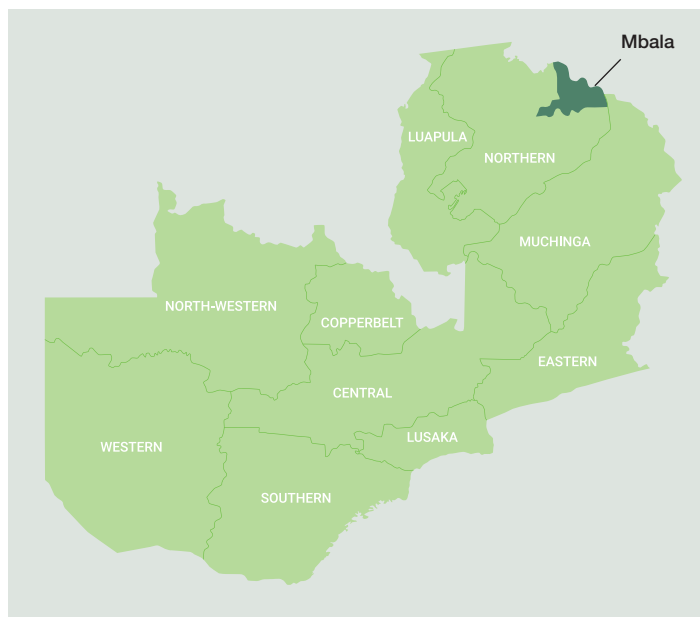 Mbala
LUAPULA
NORTHERN
MUCHINGA
NORTH-WESTERN
COPPERBELT
EASTERN
CENTRAL
LUSAKA
WESTERN
SOUTHERN